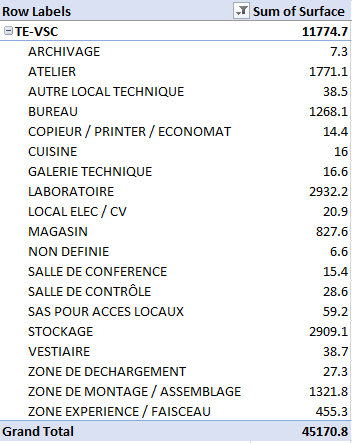 Row Labels Sum of Surface
TE-VSC 11774.7
ARCHIVAGE 7.3
ATELIER 1771.1
AUTRE LOCAL TECHNIQUE 38.5
BUREAU 1268.1
COPIEUR / PRINTER / ECONOMAT 14.4
CUISINE 16
GALERIE TECHNIQUE 16.6
LABORATOIRE 2932.2
LOCAL ELEC / CV 20.9
MAGASIN 827.6
NON DEFINIE 6.6
SALLE DE CONFERENCE 15.4
SALLE DE CONTRÔLE 28.6
SAS POUR ACCES LOCAUX 59.2
STOCKAGE 2909.1
VESTIAIRE 38.7
ZONE DE DECHARGEMENT 27.3
ZONE DE MONTAGE / ASSEMBLAGE 1321.8
ZONE EXPERIENCE / FAISCEAU 455.3
Grand Total 45170.8